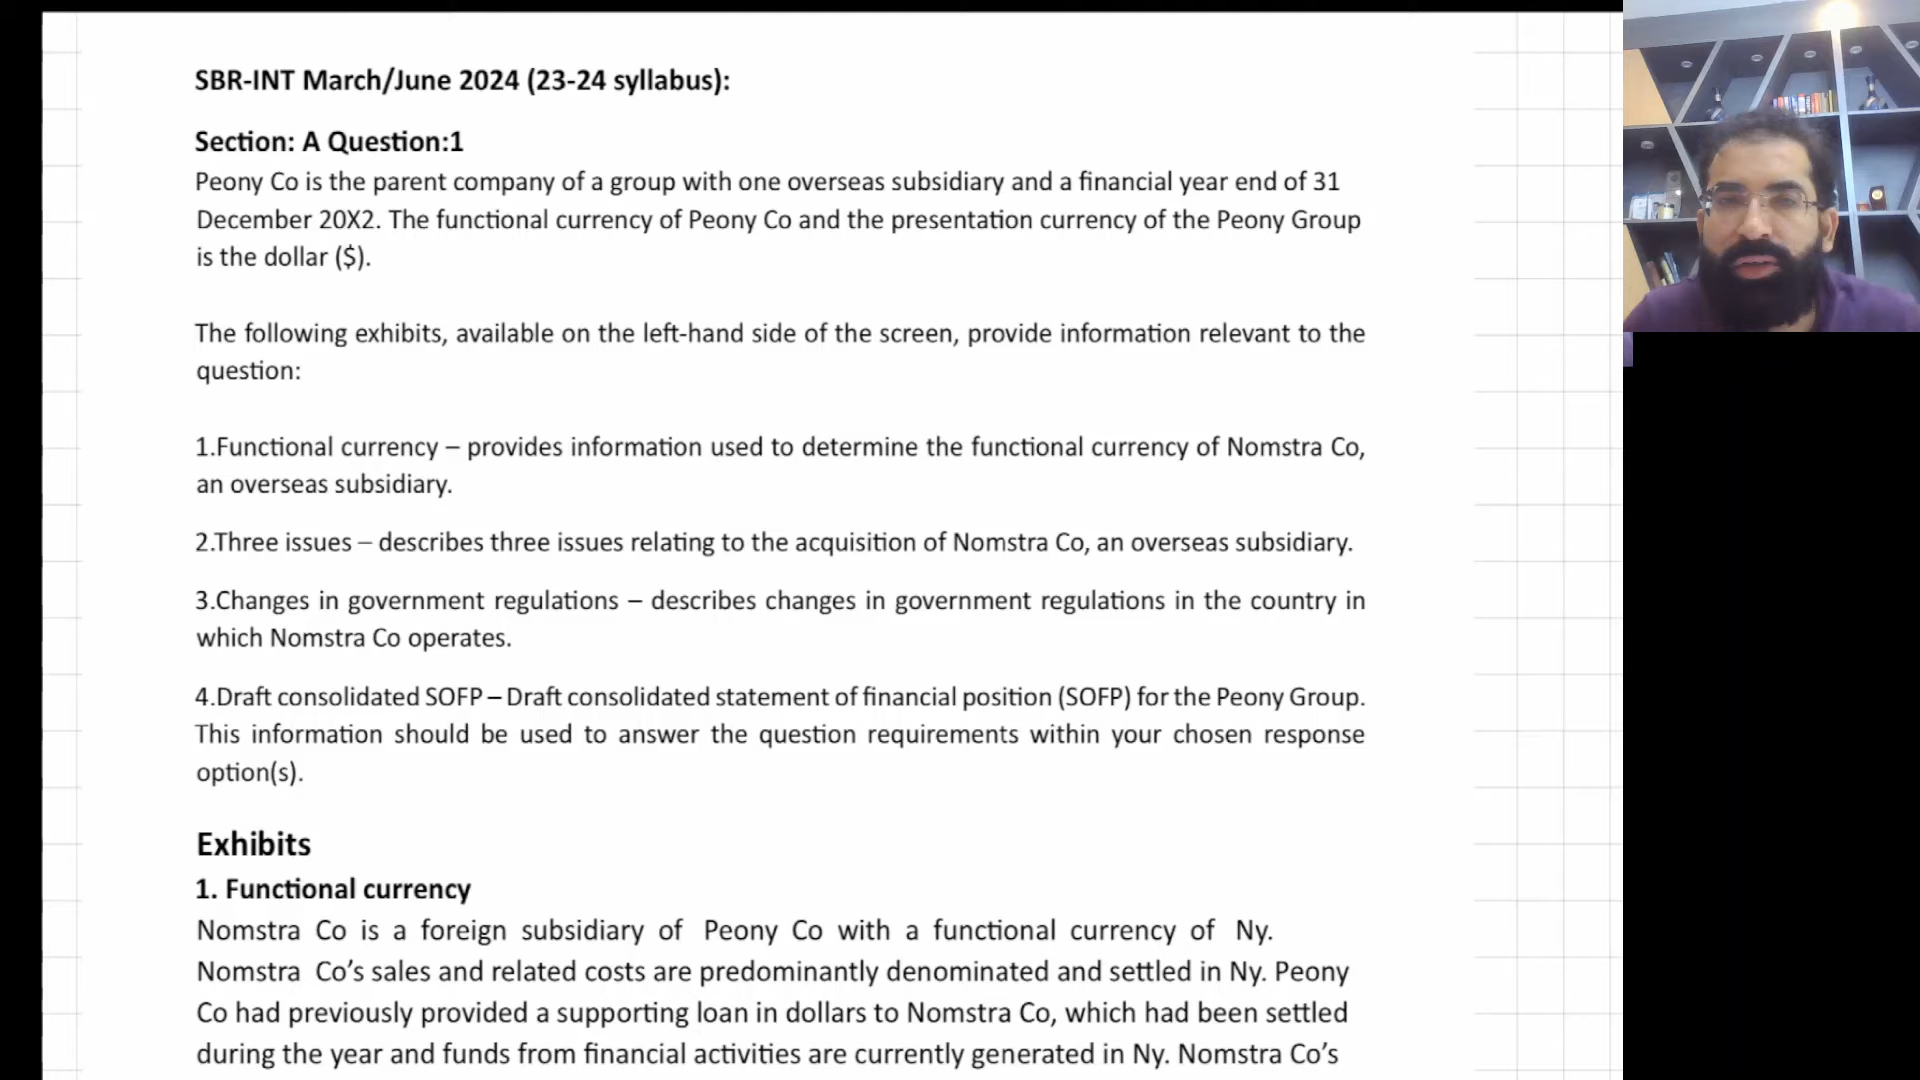 SBR-INT March/June 2024 (23-24 syllabus):
Section: A Question:1
Peony Co is the parent company of a group with one overseas subsidiary and a financial year end of 31
December 20X2. The functional currency of Peony Co and the presentation currency of the Peony Group
is the dollar ($).
The following exhibits, available on the left-hand side of the screen, provide information relevant to the
question:
1.Functional currency – provides information used to determine the functional currency of Nomstra Co,
an overseas subsidiary.
2.Three issues – describes three issues relating to the acquisition of Nomstra Co, an overseas subsidiary.
3.Changes in government regulations – describes changes in government regulations in the country in
which Nomstra Co operates.
4.Draft consolidated SOFP – Draft consolidated statement of financial position (SOFP) for the Peony Group.
This information should be used to answer the question requirements within your chosen response
option(s).
Exhibits
1. Functional currency
Nomstra Co is a foreign subsidiary of Peony Co with a functional currency of Ny.
Nomstra Co’s sales and related costs are predominantly denominated and settled in Ny. Peony
Co had previously provided a supporting loan in dollars to Nomstra Co, which had been settled
during the year and funds from financial activities are currently generated in Ny. Nomstra Co’s